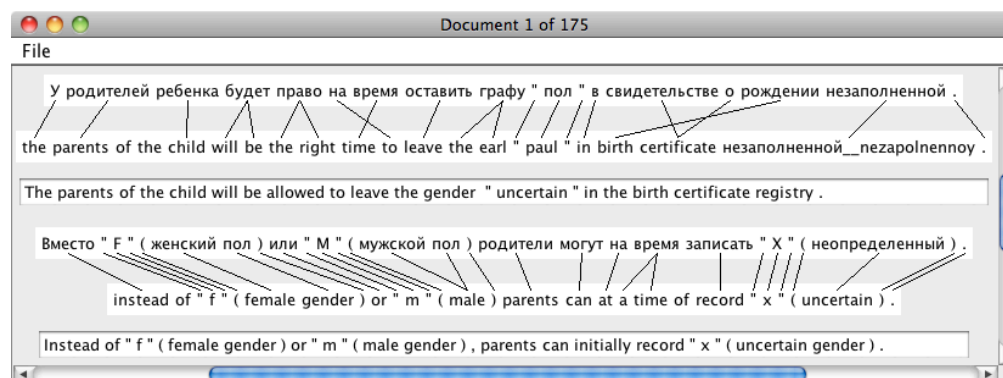 Document 1 of 175
File
У родителей ребенка будет право на время оставить графу " пол " в свидетельстве о рождении незаполненной .
the parents of the child will be the right time to leave the earl " paul " in birth certificate незаполненной__nezapolnennoy .
The parents of the child will be allowed to leave the gender " uncertain " in the birth certificate registry .
Вместо " F " ( женский пол ) или " M " ( мужской пол ) родители могут на время записать " X " ( неопределенный ) .
instead of " f " ( female gender ) or " m " ( male ) parents can at a time of record " x " ( uncertain ) .
Instead of " f " ( female gender ) or " m " ( male gender ) , parents can initially record " x " ( uncertain gender ) .